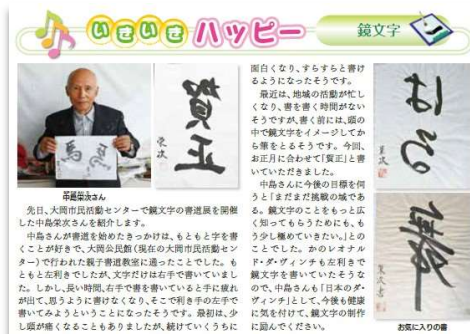 いきいきハッピー
鏡文字
賀正
栄次
中島栄次さん
先日、大岡市民活動センターで鏡文字の書道展を開催
した中島栄次さんを紹介します。
中島さんが書道を始めたきっかけは、もともと字を書
くことが好きで、大岡公民館(現在の大岡市民活動セン
ター)で行われた親子書道教室に通ったことでした。も
ともと左利きでしたが、文字だけは右手で書いていまし
た。しかし、長い時間、右手で書を書いていると手に疲れ
が出て、思うように書けなくなり、そこで利き手の左手で
書いてみようということになったそうです。最初は、少
し頭が痛くなることもありましたが、続けていくうちに
面白くなり、すらすらと書け
るようになったそうです。
最近は、地域の活動が忙し
くなり、書を書く時間がない
そうですが、書く前には、頭の
中で鏡文字をイメージしてか
ら筆をとるそうです。今回、
お正月に合わせて「賀正」と書
いていただきました。
中島さんに今後の目標を伺
うと「まだまだ挑戦の域であ
る。鏡文字のことをもっと広
く知ってもらうためにも、も
う少し極めていきたい。」との
ことでした。かのレオナル
ド・ダ・ヴィンチも左利きで
鏡文字を書いていたそうな
ので、中島さんも「日本のダ・
ヴィンチ」として、今後も健康
に気を付けて、鏡文字の創作
に励んでください。
お気に入りの書